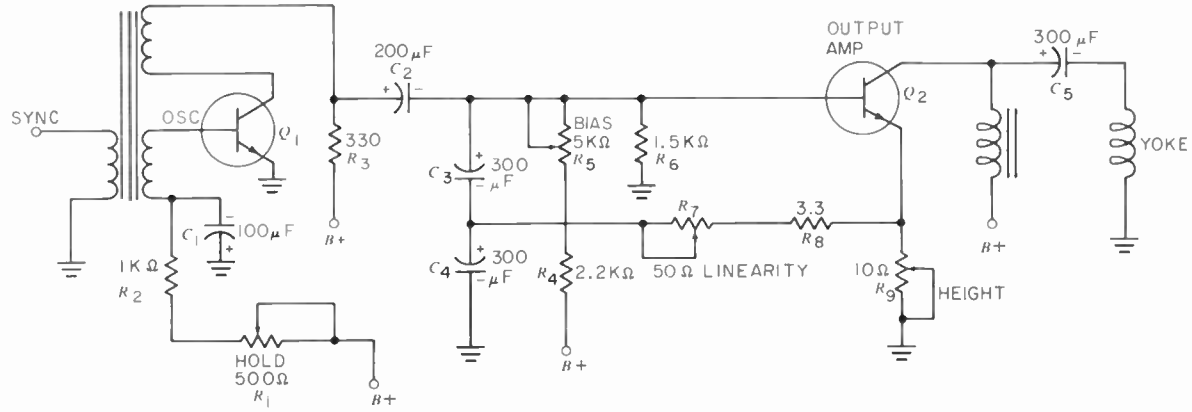 SYNC
OSC
Q1
C1
100µF
1KΩ
R2
HOLD
500Ω
R1
B+
330
R3
B+
200µF
C2
+ -
C3
300
µF
C4
300
µF
BIAS
5KΩ
R5
1.5KΩ
R6
R4
2.2KΩ
B+
R7
50Ω LINEARITY
3.3
R8
OUTPUT
AMP
Q2
10Ω
R9
HEIGHT
B+
300µF
+ -
C5
YOKE